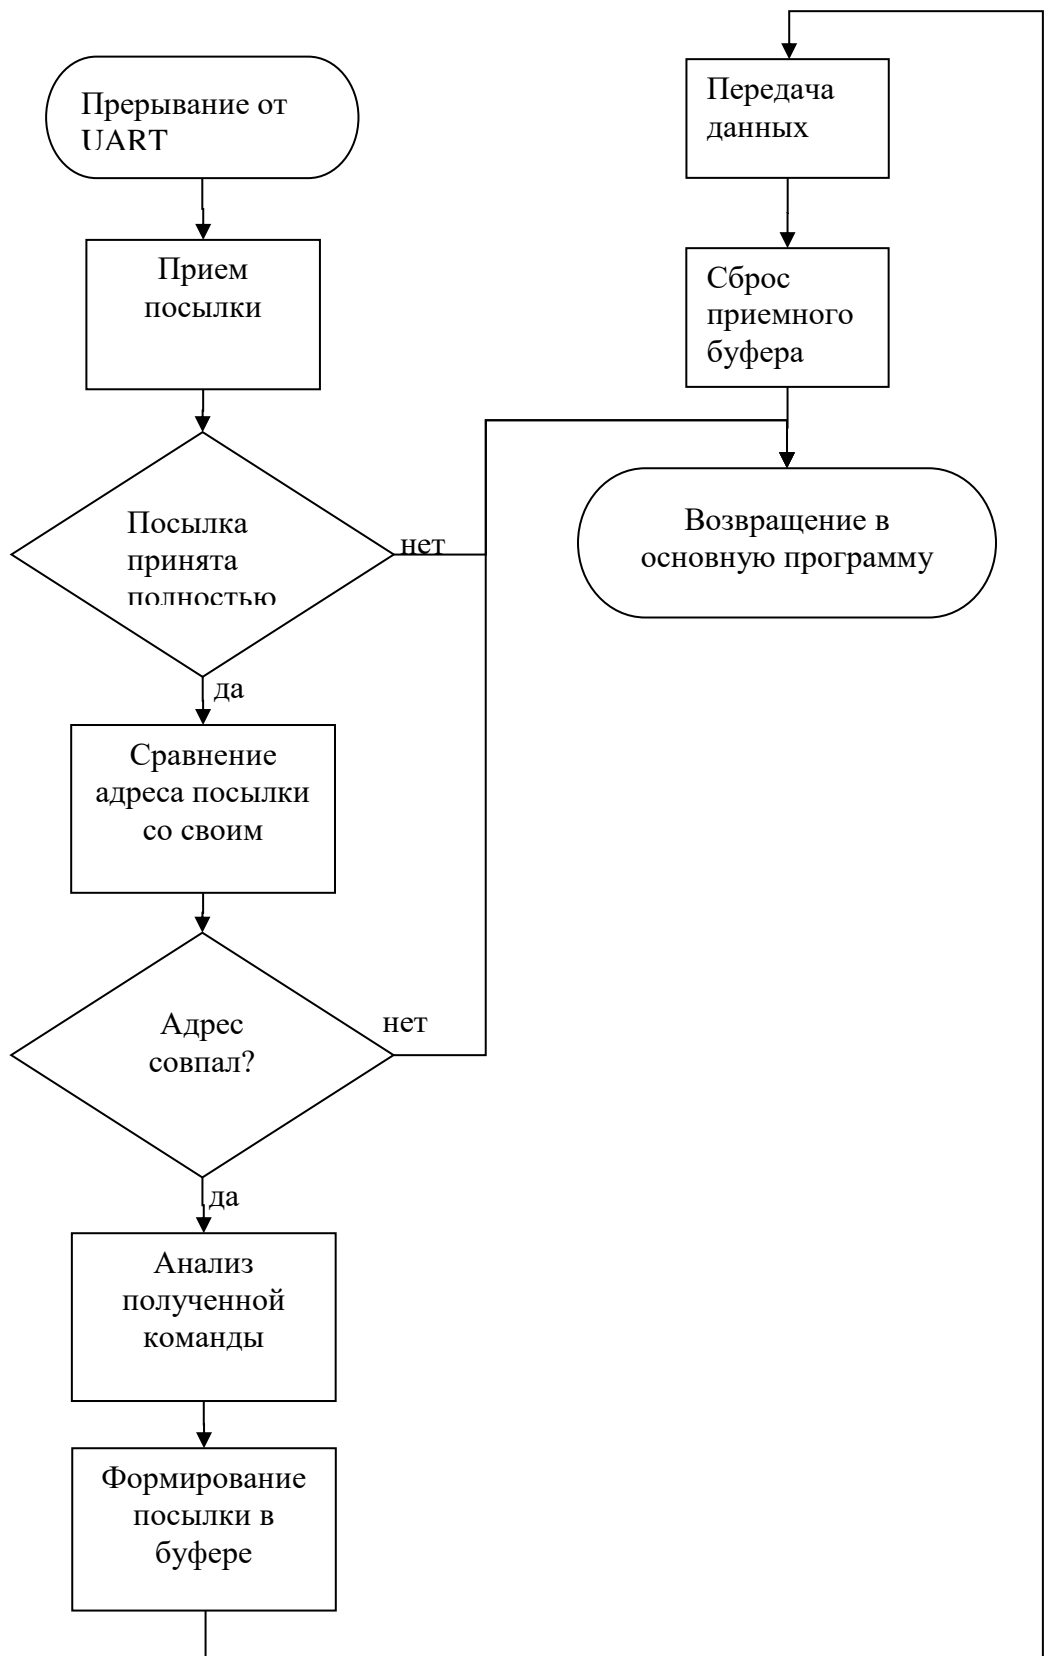 Прерывание от
UART
Прием
посылки
Посылка
принята
полностью
нет
да
Сравнение
адреса посылки
со своим
Адрес
совпал?
нет
да
Анализ
полученной
команды
Формирование
посылки в
буфере
Передача
данных
Сброс
приемного
буфера
Возвращение в
основную программу